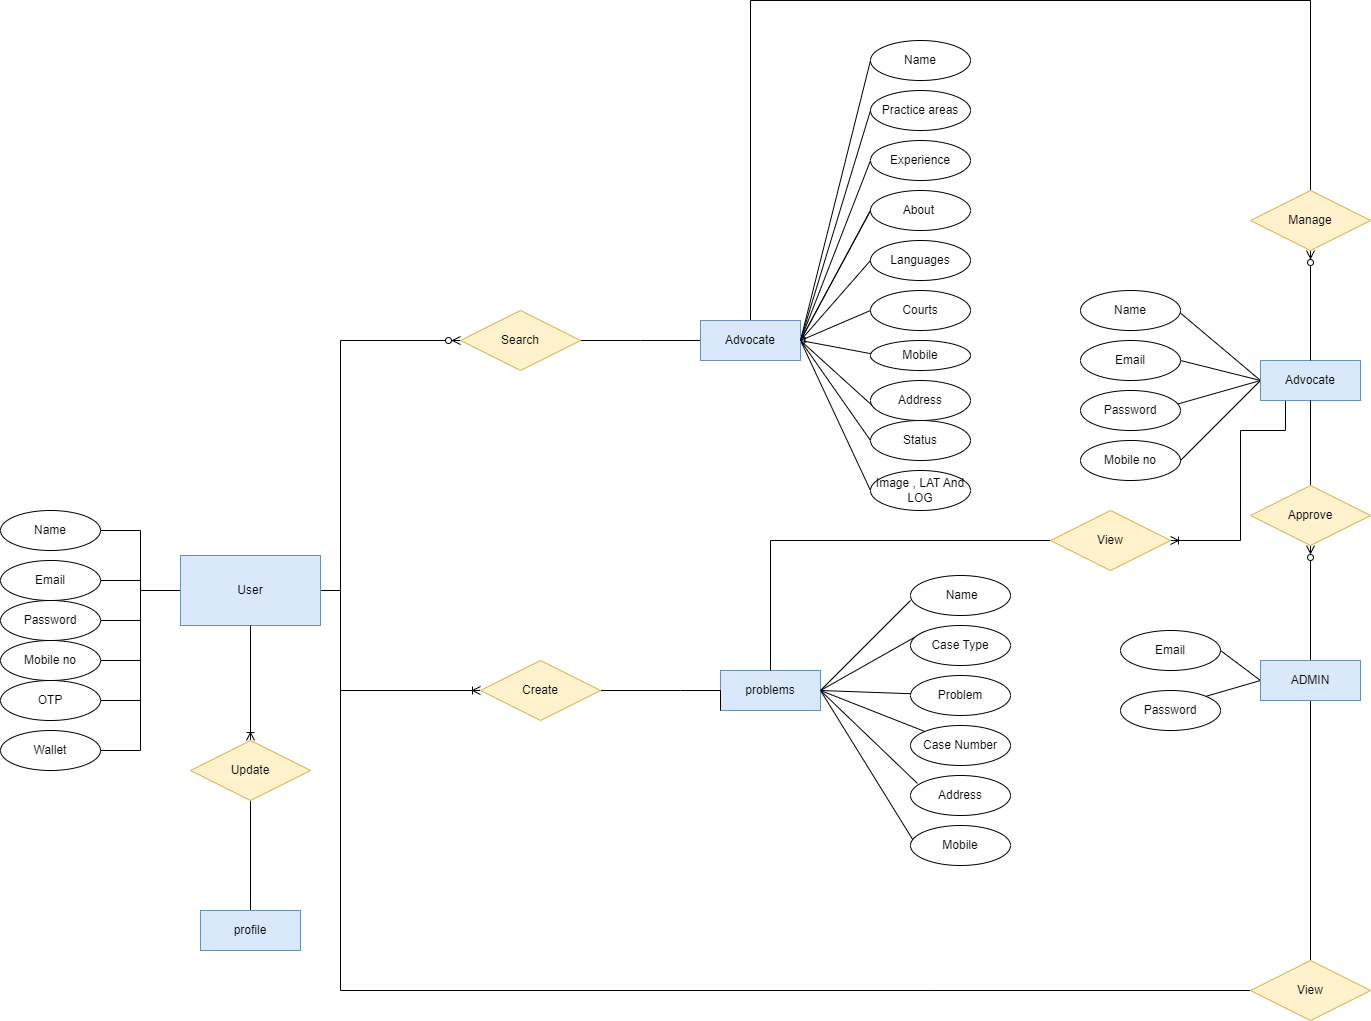 Name
Practice areas
Experience
About
Languages
Courts
Mobile
Address
Status
Image , LAT And
LOG
Search
Advocate
Manage
Name
Email
Password
Mobile no
Advocate
Approve
View
Name
Email
Password
Mobile no
OTP
Wallet
User
Update
profile
Create
problems
Name
Case Type
Problem
Case Number
Address
Mobile
Email
Password
ADMIN
View